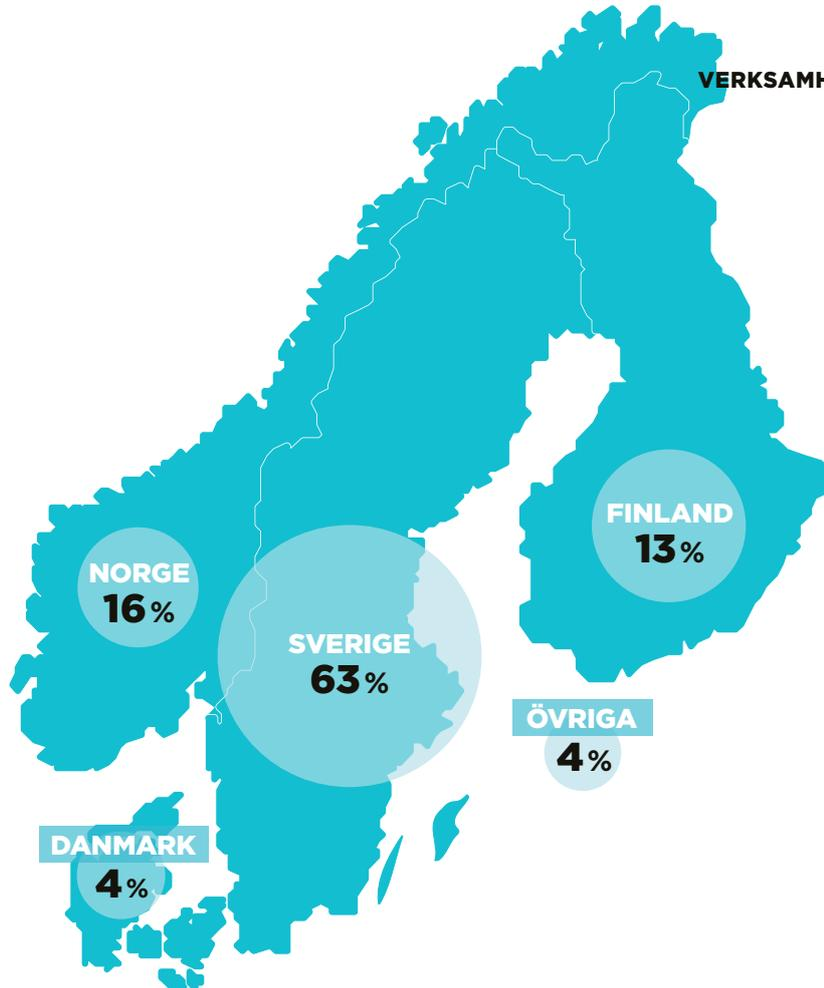 VERKSAMH
FINLAND
13%
NORGE
16%
SVERIGE
63%
ÖVRIGA
4%
DANMARK
4%